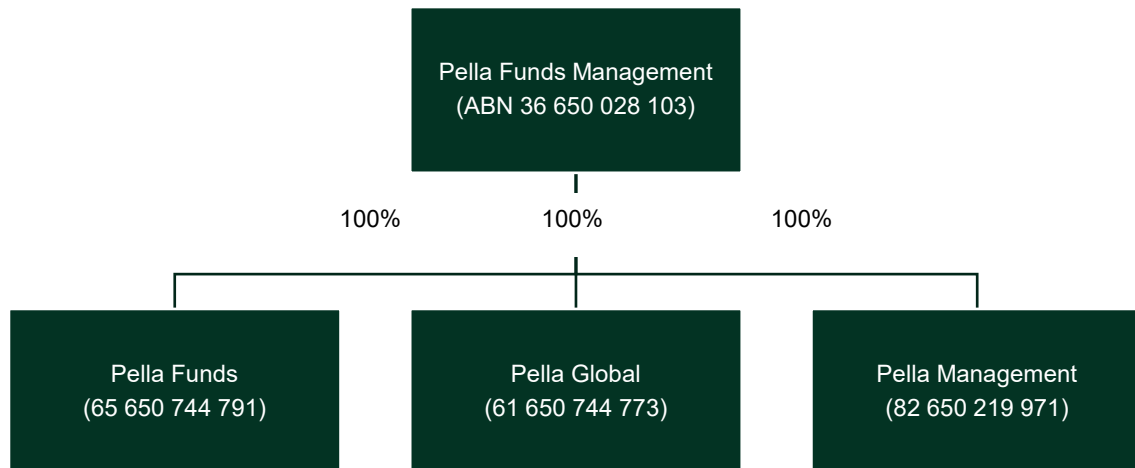 Pella Funds Management
(ABN 36 650 028 103)
100%
100%
100%
Pella Funds
(65 650 744 791)
Pella Global
(61 650 744 773)
Pella Management
(82 650 219 971)